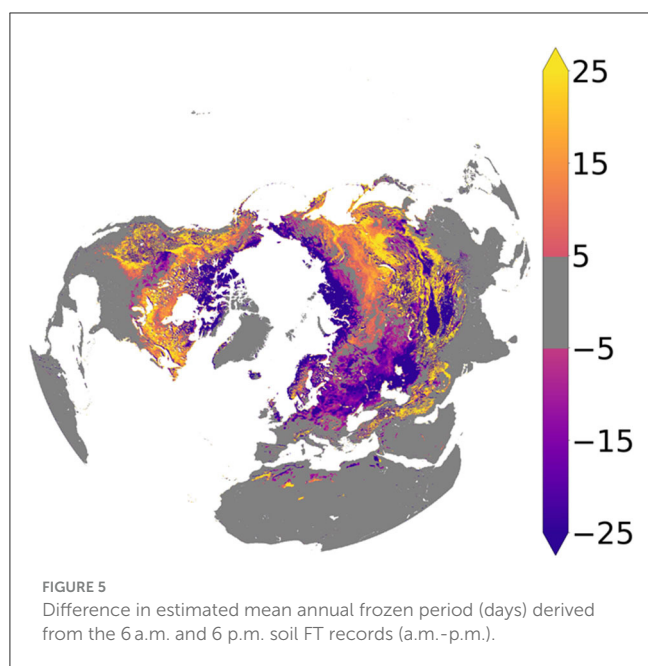 25
15
5
−5
−15
−25
FIGURE 5
Difference in estimated mean annual frozen period (days) derived
from the 6 a.m. and 6 p.m. soil FT records (a.m.-p.m.).